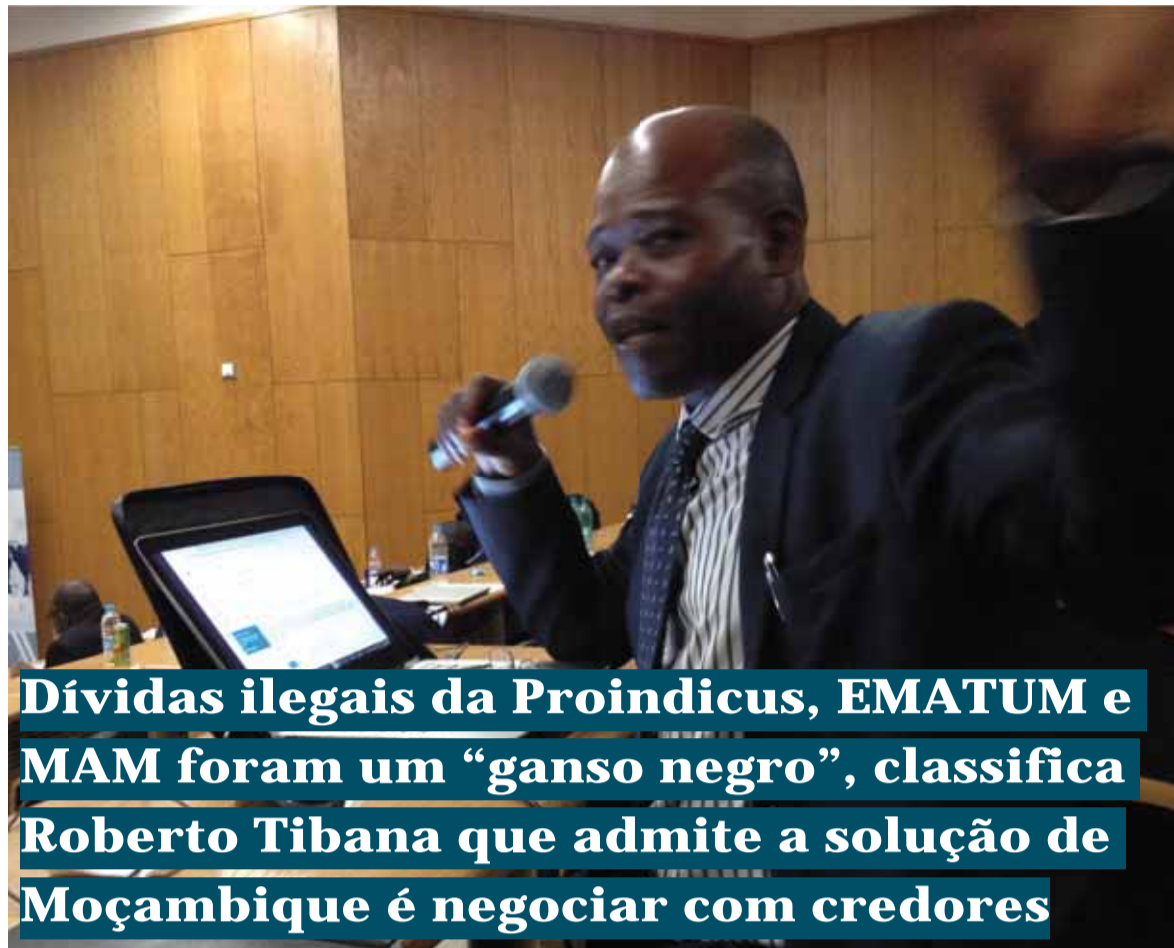 Dívidas ilegais da Proindicus, EMATUM e
MAM foram um “ganso negro”, classifica
Roberto Tibana que admite a solução de
Moçambique é negociar com credores